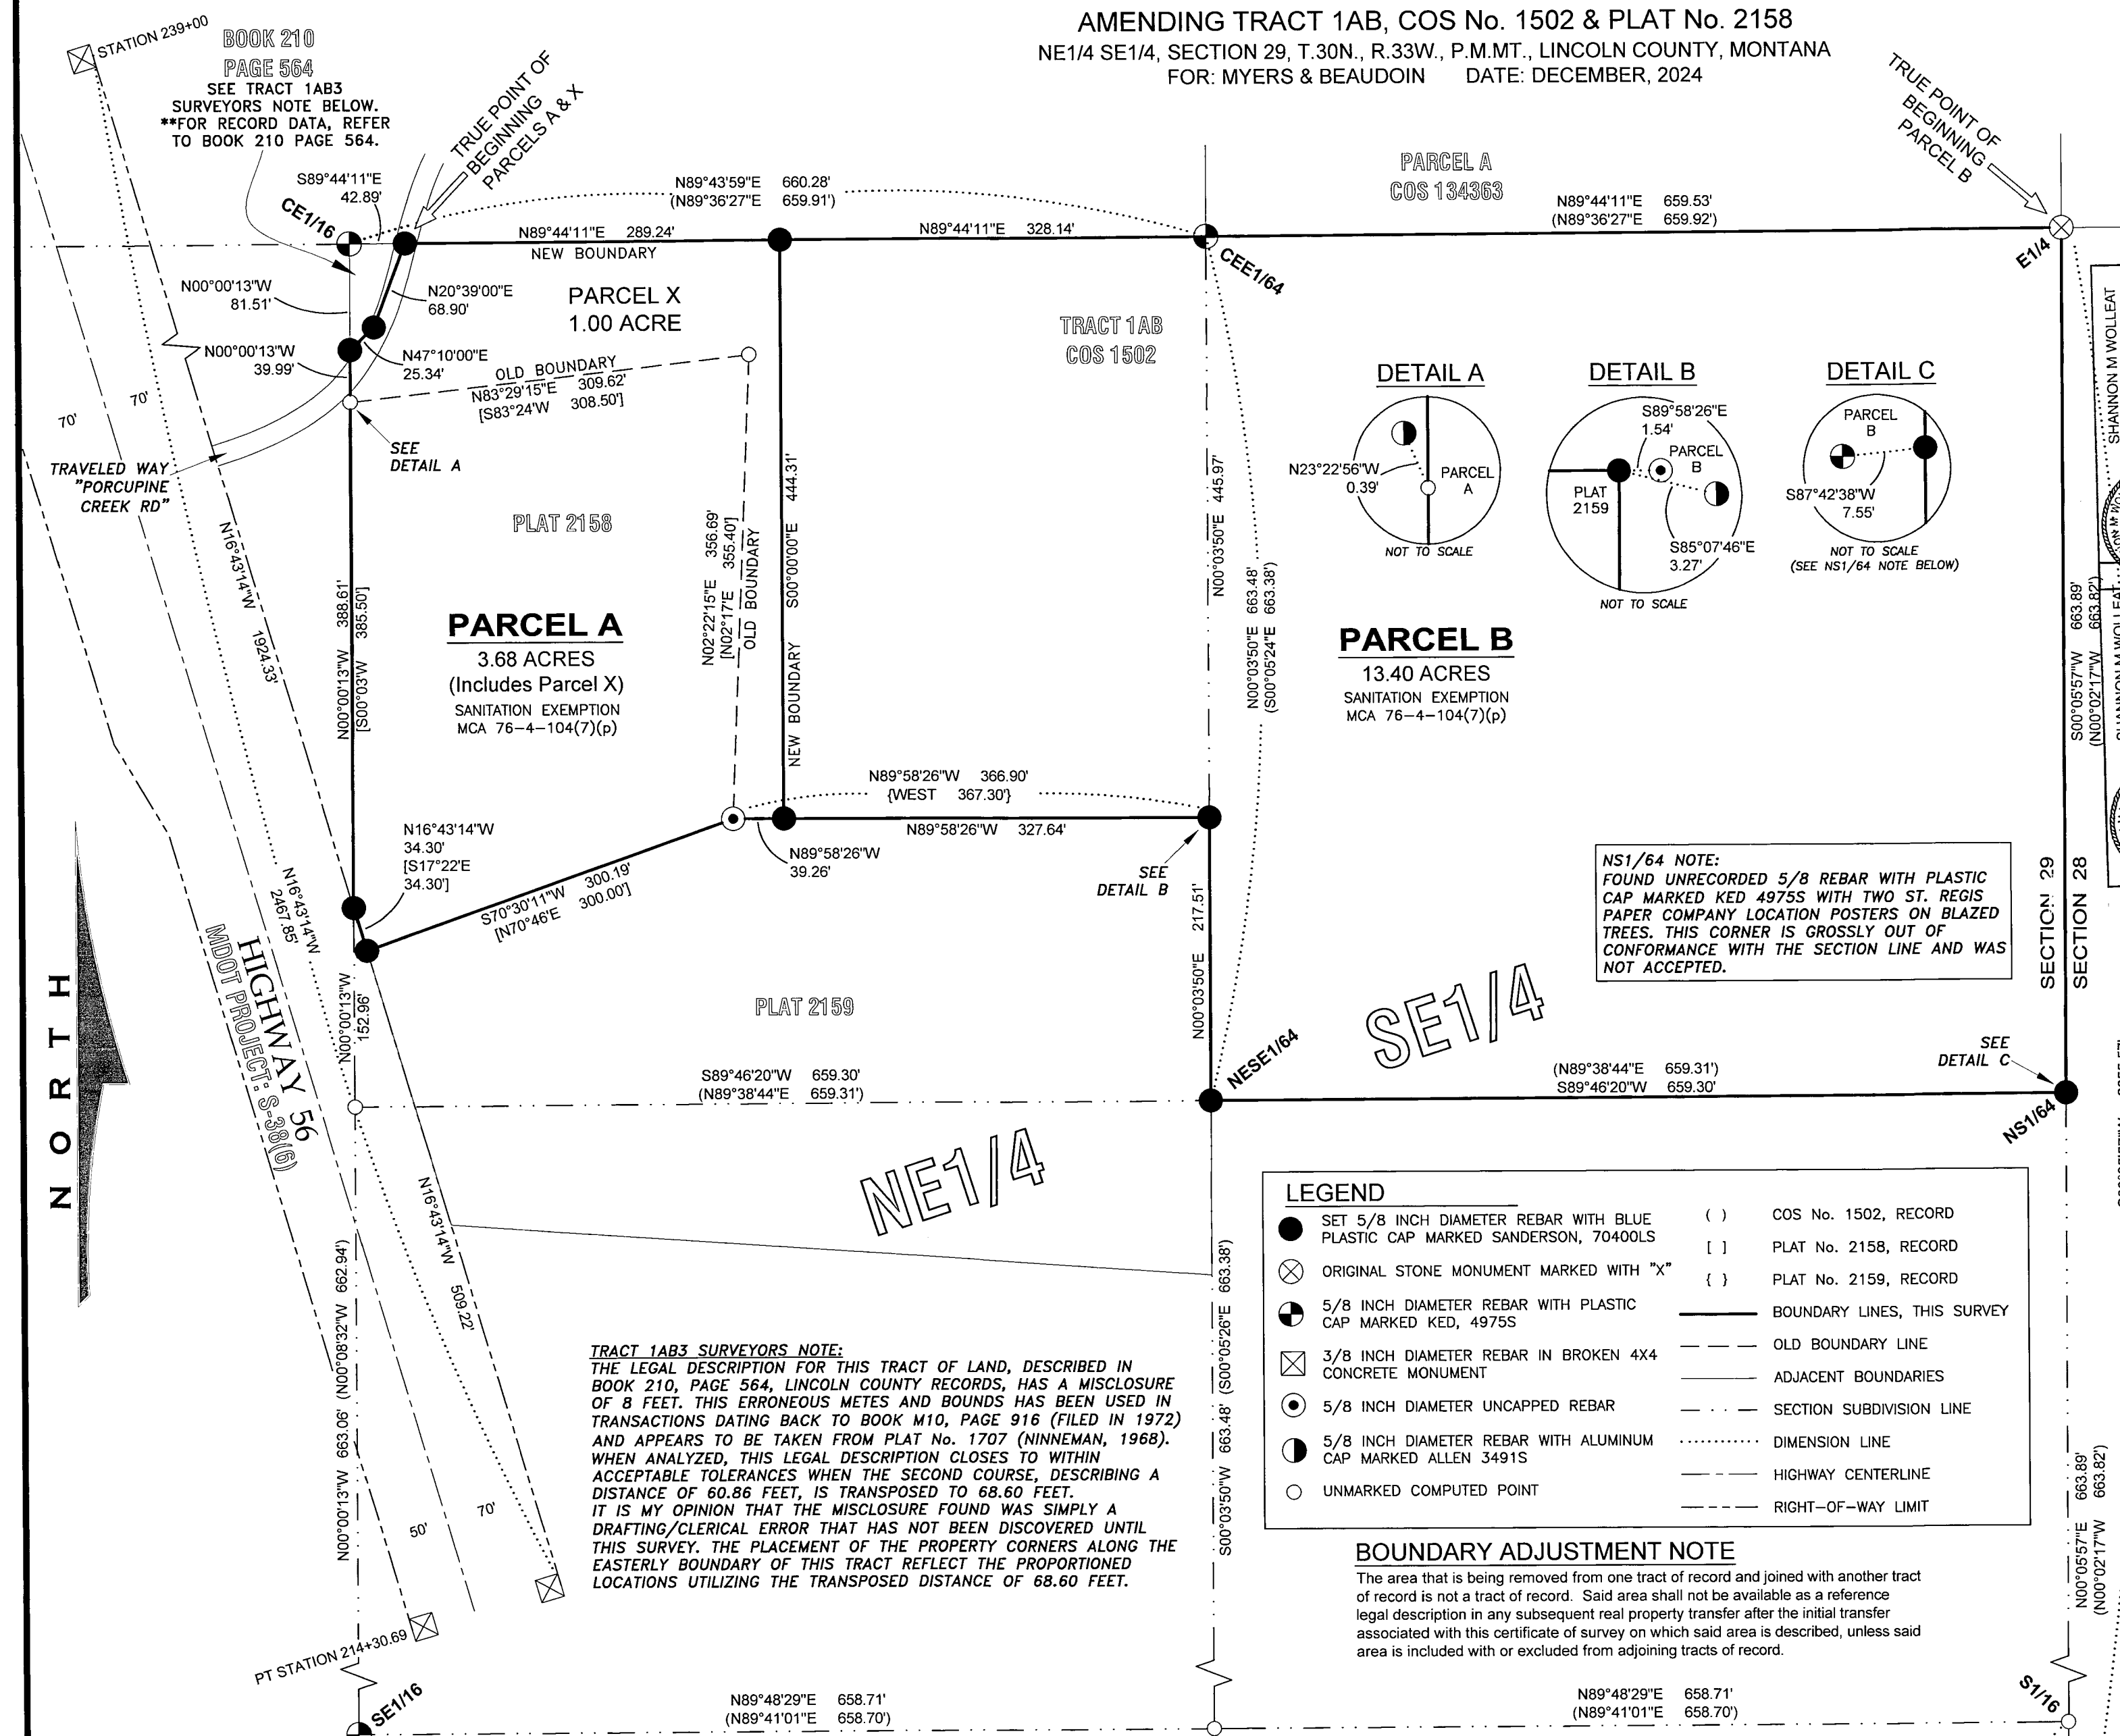 AMENDING TRACT 1AB, COS No. 1502 & PLAT No. 2158
NE1/4 SE1/4, SECTION 29, T.30N., R.33W., P.M.MT., LINCOLN COUNTY, MONTANA
FOR: MYERS & BEAUDOIN DATE: DECEMBER, 2024
STATION 239+00
BOOK 210
PAGE 564
SEE TRACT 1AB3
SURVEYORS NOTE BELOW.
**FOR RECORD DATA, REFER
TO BOOK 210 PAGE 564.
TRUE POINT OF
BEGINNING
PARCELS A & X
TRUE POINT OF
BEGINNING
PARCEL B
S89°44'11"E
42.89'
CE1/16
N89°43'59"E 660.28'
(N89°36'27"E 659.91')
PARCEL A
COS 134363
N89°44'11"E 659.53'
(N89°36'27"E 659.92')
N89°44'11"E 289.24'
NEW BOUNDARY
N89°44'11"E 328.14'
CEE1/64
E1/4
N00°00'13"W
81.51'
N20°39'00"E
68.90'
PARCEL X
1.00 ACRE
TRACT 1AB
COS 1502
N00°00'13"W
39.99'
N47°10'00"E
25.34'
OLD BOUNDARY
N83°29'15"E 309.62'
[S83°24'W 308.50']
70'
70'
SEE
DETAIL A
TRAVELED WAY
"PORCUPINE
CREEK RD"
PLAT 2158
DETAIL A
N23°22'56"W
0.39'
PARCEL
A
NOT TO SCALE
DETAIL B
S89°58'26"E
1.54'
PARCEL
B
PLAT
2159
S85°07'46"E
3.27'
NOT TO SCALE
DETAIL C
PARCEL
B
S87°42'38"W
7.55'
NOT TO SCALE
(SEE NS1/64 NOTE BELOW)
SHANNON M WOLLEAT
N16°43'14"W 1924.33'
N00°00'13"W 388.61'
[S00°03'W 385.50']
PARCEL A
3.68 ACRES
(Includes Parcel X)
SANITATION EXEMPTION
MCA 76-4-104(7)(p)
N02°22'15"E 356.69'
[N02°17'E 355.40']
OLD BOUNDARY
NEW BOUNDARY S00°00'00"E 444.31'
N00°03'50"E 445.97'
N00°03'50"E 663.48'
(S00°05'24"E 663.38')
PARCEL B
13.40 ACRES
SANITATION EXEMPTION
MCA 76-4-104(7)(p)
S00°05'57"W 663.89'
(N00°02'17"W 663.82')
N89°58'26"W 366.90'
{WEST 367.30'}
N89°58'26"W 327.64'
N89°58'26"W
39.26'
N16°43'14"W
34.30'
[S17°22'E
34.30']
S70°30'11"W 300.19'
[N70°46'E 300.00']
SEE
DETAIL B
N00°03'50"E 217.51'
NS1/64 NOTE:
FOUND UNRECORDED 5/8 REBAR WITH PLASTIC
CAP MARKED KED 4975S WITH TWO ST. REGIS
PAPER COMPANY LOCATION POSTERS ON BLAZED
TREES. THIS CORNER IS GROSSLY OUT OF
CONFORMANCE WITH THE SECTION LINE AND WAS
NOT ACCEPTED.
SECTION 29
SECTION 28
N16°43'14"W
2467.85'
HIGHWAY 56
MDOT PROJECT: S-38(6)
N00°00'13"W
152.96'
PLAT 2159
SE1/4
SEE
DETAIL C
NORTH
S89°46'20"W 659.30'
(N89°38'44"E 659.31')
NESE1/64
(N89°38'44"E 659.31')
S89°46'20"W 659.30'
NS1/64
NE1/4
N16°43'14"W 509.22'
N00°00'13"W 663.06' (N00°08'32"W 662.94')
S00°03'50"W 663.48' (S00°05'26"E 663.38')
LEGEND
SET 5/8 INCH DIAMETER REBAR WITH BLUE
PLASTIC CAP MARKED SANDERSON, 70400LS
ORIGINAL STONE MONUMENT MARKED WITH "X"
5/8 INCH DIAMETER REBAR WITH PLASTIC
CAP MARKED KED, 4975S
3/8 INCH DIAMETER REBAR IN BROKEN 4X4
CONCRETE MONUMENT
5/8 INCH DIAMETER UNCAPPED REBAR
5/8 INCH DIAMETER REBAR WITH ALUMINUM
CAP MARKED ALLEN 3491S
UNMARKED COMPUTED POINT
( ) COS No. 1502, RECORD
[ ] PLAT No. 2158, RECORD
{ } PLAT No. 2159, RECORD
BOUNDARY LINES, THIS SURVEY
OLD BOUNDARY LINE
ADJACENT BOUNDARIES
SECTION SUBDIVISION LINE
DIMENSION LINE
HIGHWAY CENTERLINE
RIGHT-OF-WAY LIMIT
TRACT 1AB3 SURVEYORS NOTE:
THE LEGAL DESCRIPTION FOR THIS TRACT OF LAND, DESCRIBED IN
BOOK 210, PAGE 564, LINCOLN COUNTY RECORDS, HAS A MISCLOSURE
OF 8 FEET. THIS ERRONEOUS METES AND BOUNDS HAS BEEN USED IN
TRANSACTIONS DATING BACK TO BOOK M10, PAGE 916 (FILED IN 1972)
AND APPEARS TO BE TAKEN FROM PLAT No. 1707 (NINNEMAN, 1968).
WHEN ANALYZED, THIS LEGAL DESCRIPTION CLOSES TO WITHIN
ACCEPTABLE TOLERANCES WHEN THE SECOND COURSE, DESCRIBING A
DISTANCE OF 60.86 FEET, IS TRANSPOSED TO 68.60 FEET.
IT IS MY OPINION THAT THE MISCLOSURE FOUND WAS SIMPLY A
DRAFTING/CLERICAL ERROR THAT HAS NOT BEEN DISCOVERED UNTIL
THIS SURVEY. THE PLACEMENT OF THE PROPERTY CORNERS ALONG THE
EASTERLY BOUNDARY OF THIS TRACT REFLECT THE PROPORTIONED
LOCATIONS UTILIZING THE TRANSPOSED DISTANCE OF 68.60 FEET.
50'
70'
PT STATION 214+30.69
BOUNDARY ADJUSTMENT NOTE
The area that is being removed from one tract of record and joined with another tract
of record is not a tract of record. Said area shall not be available as a reference
legal description in any subsequent real property transfer after the initial transfer
associated with this certificate of survey on which said area is described, unless said
area is included with or excluded from adjoining tracts of record.
N00°05'57"E 663.89'
(N00°02'17"W 663.82')
SE1/16
N89°48'29"E 658.71'
(N89°41'01"E 658.70')
N89°48'29"E 658.71'
(N89°41'01"E 658.70')
S1/16